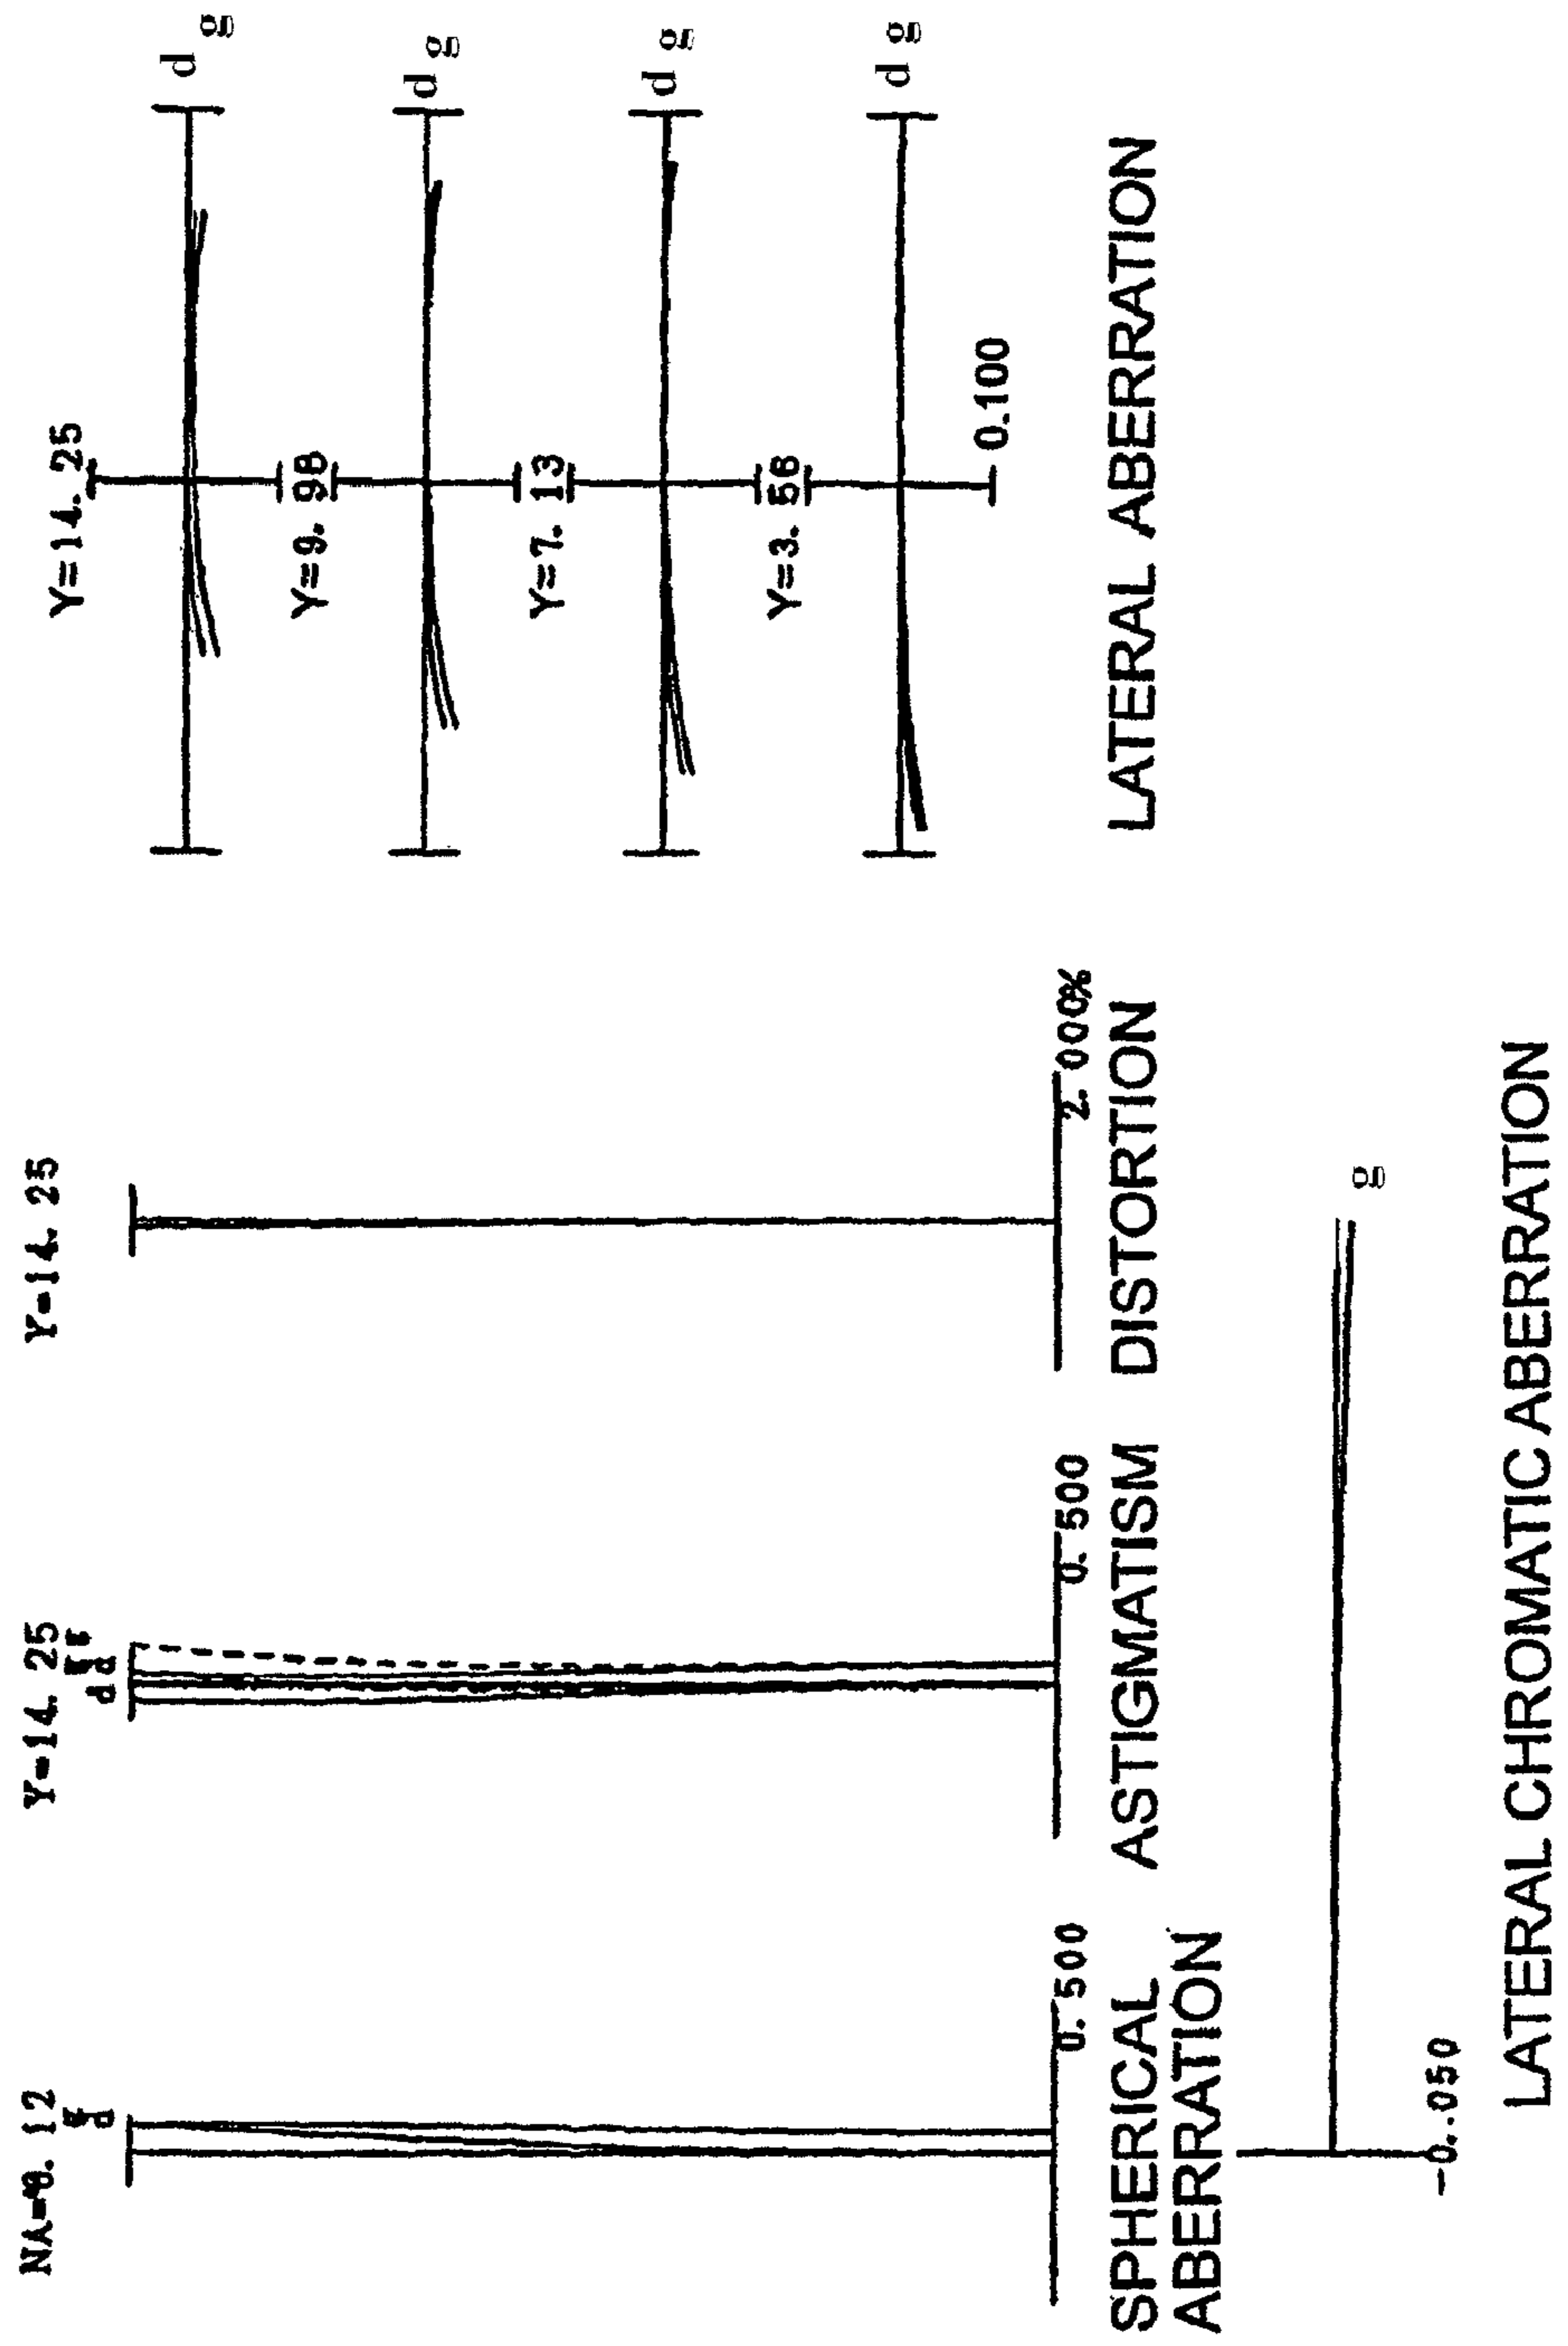 NA=0.12
g
d
0.500
SPHERICAL
ABERRATION
Y=14.25
d
g
d
g
0.500
ASTIGMATISM
Y=14.25
2.000%
DISTORTION
Y=14.25
d
g
Y=9.98
d
g
Y=7.13
d
g
Y=3.56
d
g
0.100
LATERAL ABERRATION
g
-0.050
LATERAL CHROMATIC ABERRATION